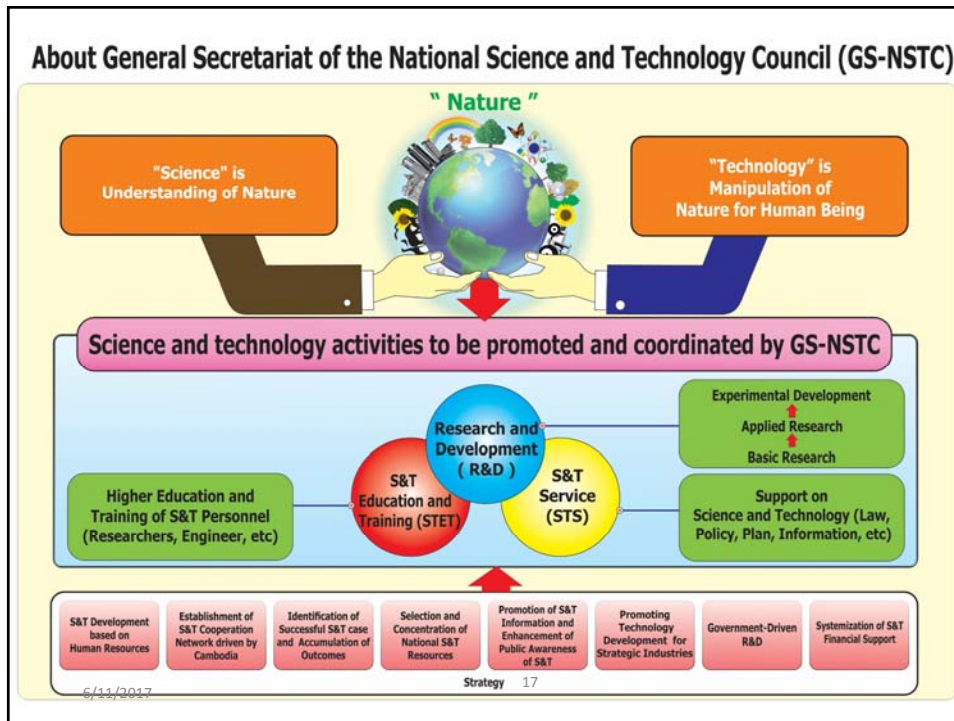 About General Secretariat of the National Science and Technology Council (GS-NSTC)
“ Nature ”
"Science" is
Understanding of Nature
“Technology” is
Manipulation of
Nature for Human Being
Science and technology activities to be promoted and coordinated by GS-NSTC
Research and
Development
( R&D )
S&T
Education and
Training (STET)
S&T
Service
(STS)
Higher Education and
Training of S&T Personnel
(Researchers, Engineer, etc)
Experimental Development
Applied Research
Basic Research
Support on
Science and Technology (Law,
Policy, Plan, Information, etc)
S&T Development
based on
Human Resources
Establishment of
S&T Cooperation
Network driven by
Cambodia
Identification of
Successful S&T case
and Accumulation of
Outcomes
Selection and
Concentration of
National S&T
Resources
Promotion of S&T
Information and
Enhancement of
Public Awareness
of S&T
Promoting
Technology
Development for
Strategic Industries
Government-Driven
R&D
Systemization of S&T
Financial Support
Strategy
17
6/11/2017